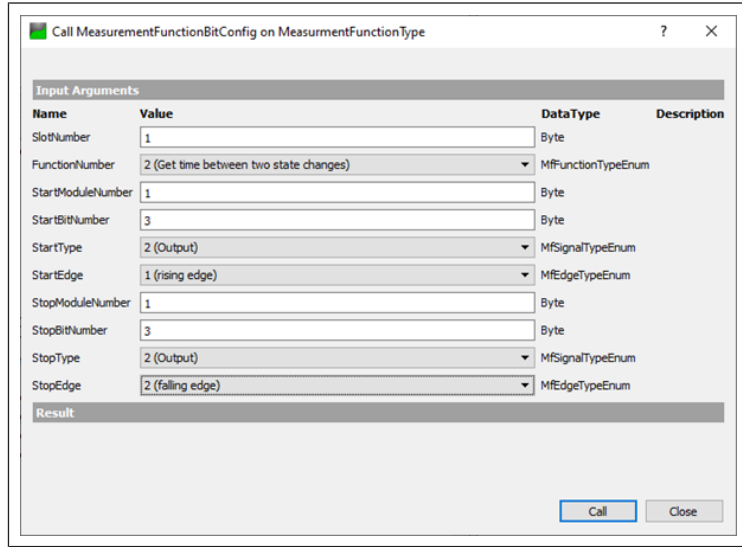 Call MeasurementFunctionBitConfig on MeasurmentFunctionType ? ×
Input Arguments
Name Value DataType Description
SlotNumber 1 Byte
FunctionNumber 2 (Get time between two state changes) MfFunctionTypeEnum
StartModuleNumber 1 Byte
StartBitNumber 3 Byte
StartType 2 (Output) MfSignalTypeEnum
StartEdge 1 (rising edge) MfEdgeTypeEnum
StopModuleNumber 1 Byte
StopBitNumber 3 Byte
StopType 2 (Output) MfSignalTypeEnum
StopEdge 2 (falling edge) MfEdgeTypeEnum
Result
Call Close